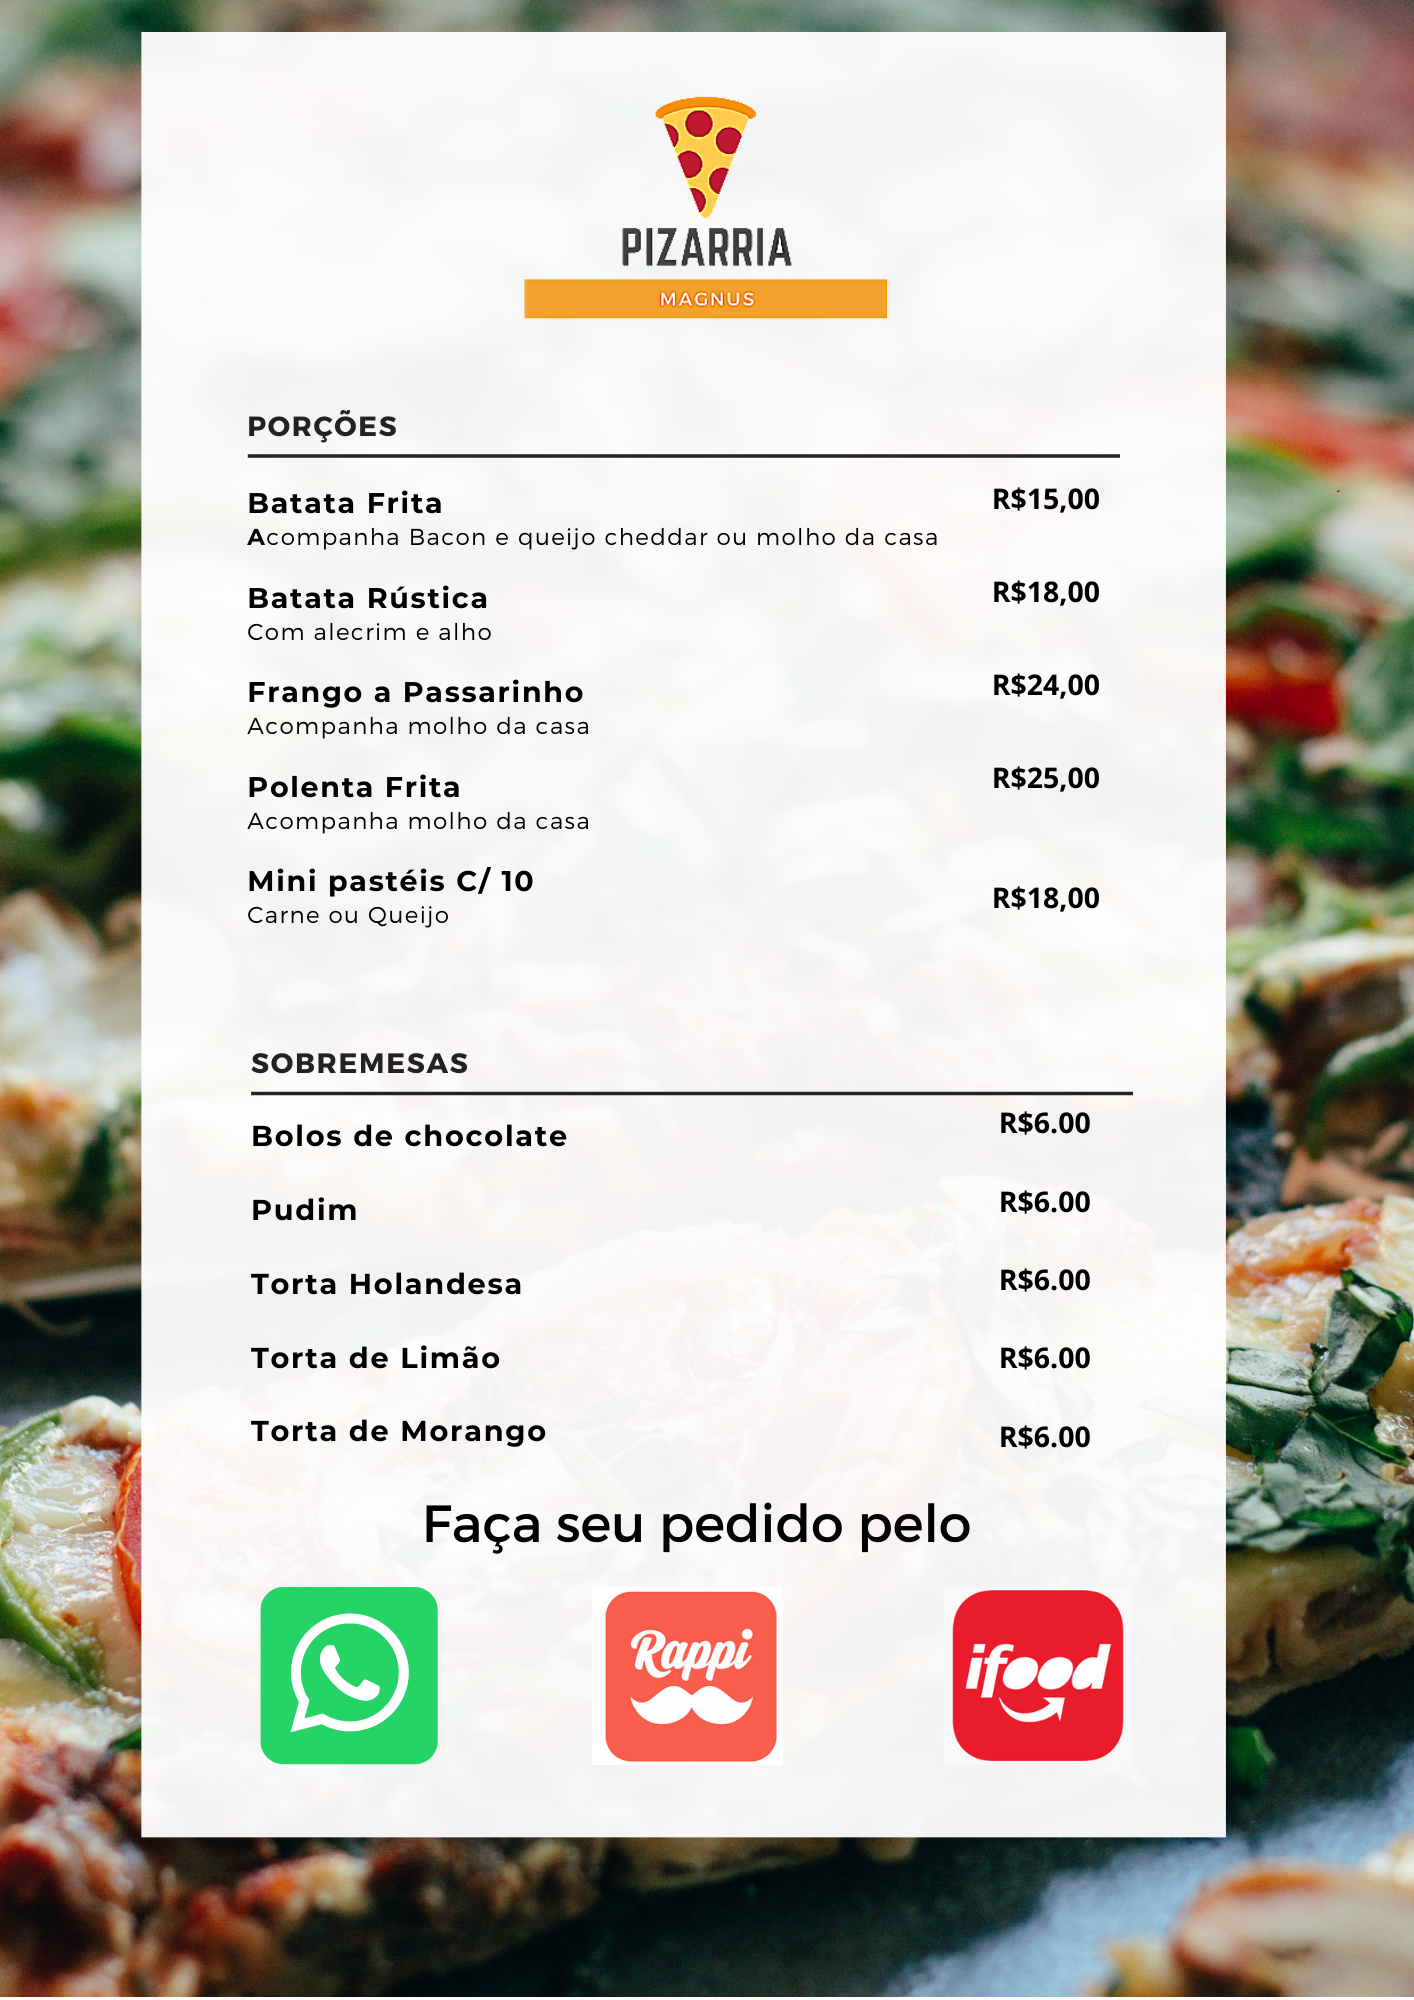 PIZARRIA
MAGNUS
PORÇÕES
Batata Frita R$15,00
Acompanha Bacon e queijo cheddar ou molho da casa
Batata Rústica R$18,00
Com alecrim e alho
Frango a Passarinho R$24,00
Acompanha molho da casa
Polenta Frita R$25,00
Acompanha molho da casa
Mini pastéis C/ 10 R$18,00
Carne ou Queijo
SOBREMESAS
Bolos de chocolate R$6.00
Pudim R$6.00
Torta Holandesa R$6.00
Torta de Limão R$6.00
Torta de Morango R$6.00
Faça seu pedido pelo
Rappi ifood